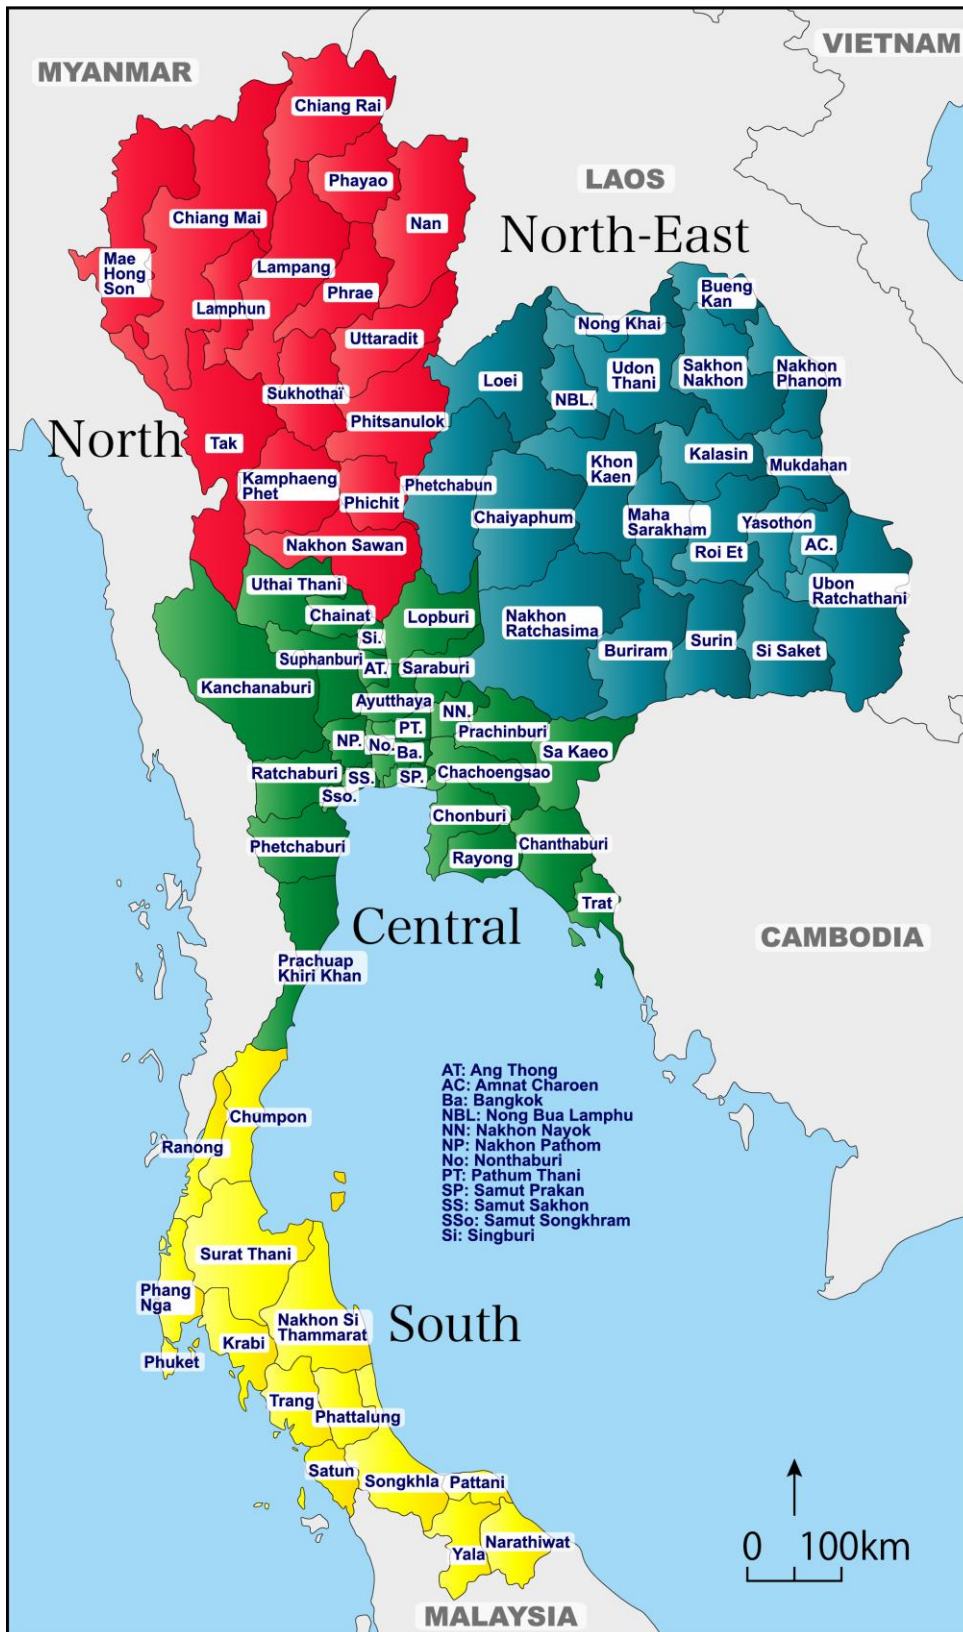 MYANMAR
VIETNAM
LAOS
North-East
Chiang Rai
Phayao
Chiang Mai
Nan
Mae
Hong
Son
Lampang
Phrae
Lamphun
Uttaradit
Sukhothaï
Phitsanulok
North
Tak
Kamphaeng
Phet
Phichit
Nakhon Sawan
Bueng
Kan
Nong Khai
Loei
Udon
Thani
Sakhon
Nakhon
Nakhon
Phanom
NBL.
Khon
Kaen
Kalasin
Mukdahan
Phetchabun
Chaiyaphum
Maha
Sarakham
Yasothon
Roi Et
AC.
Ubon
Ratchathani
Nakhon
Ratchasima
Buriram
Surin
Si Saket
Uthai Thani
Chainat
Lopburi
Si.
Suphanburi
AT.
Saraburi
Kanchanaburi
Ayutthaya
NN.
PT.
Prachinburi
NP.
No.
Ba.
Sa Kaeo
Ratchaburi
SS.
SP.
Chachoengsao
Sso.
Chonburi
Phetchaburi
Rayong
Chanthaburi
Trat
Central
CAMBODIA
Prachuap
Khiri Khan
AT: Ang Thong
AC: Amnat Charoen
Ba: Bangkok
NBL: Nong Bua Lamphu
NN: Nakhon Nayok
NP: Nakhon Pathom
No: Nonthaburi
PT: Pathum Thani
SP: Samut Prakan
SS: Samut Sakhon
SSo: Samut Songkhram
Si: Singburi
Chumpon
Ranong
Surat Thani
Phang
Nga
Nakhon Si
Thammarat
South
Krabi
Phuket
Trang
Phattalung
Satun
Songkhla
Pattani
Yala
Narathiwat
0 100km
MALAYSIA